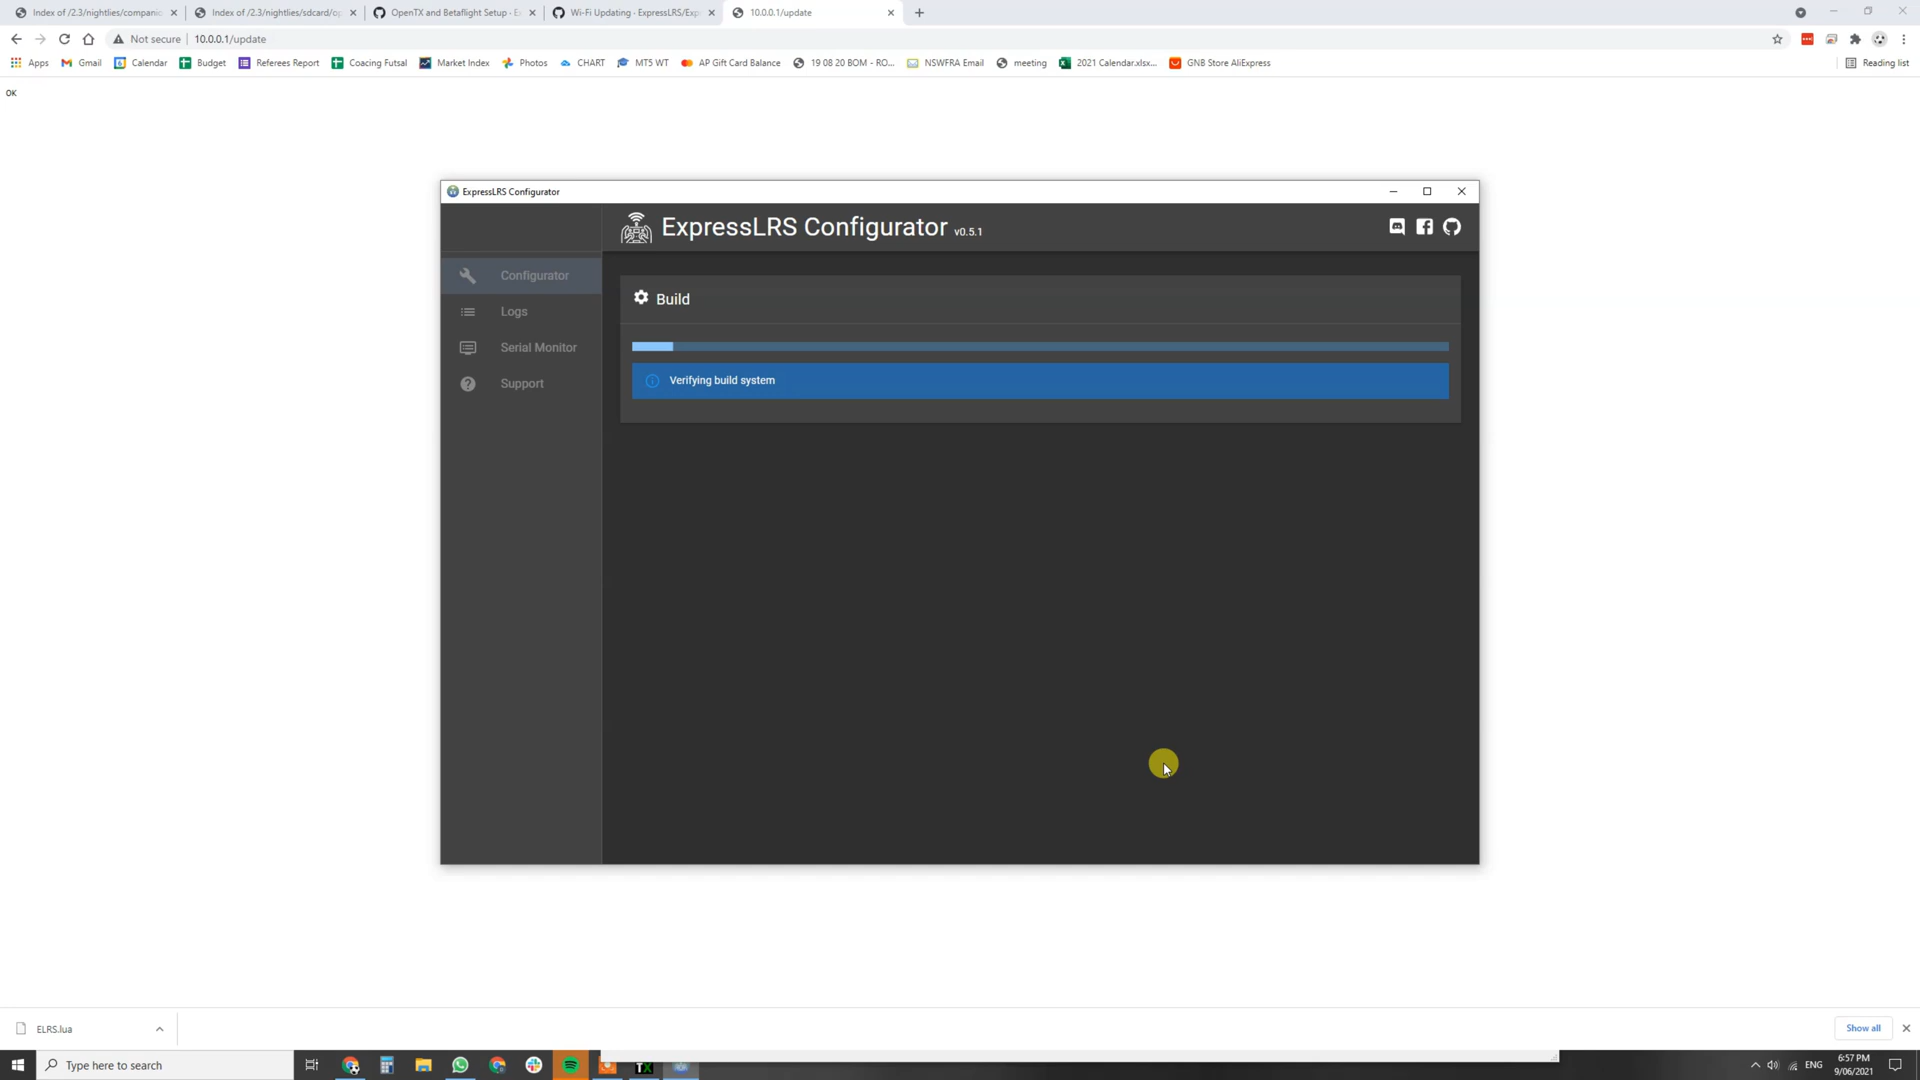 Index of /2.3/nightlies/companio
Index of /2.3/nightlies/sdcard/op
OpenTX and Betaflight Setup - E
Wi-Fi Updating - ExpressLRS/Exp
10.0.0.1/update
Not secure
10.0.0.1/update
Apps
Gmail
Calendar
Budget
Referees Report
Coacing Futsal
Market Index
Photos
CHART
MT5 WT
AP Gift Card Balance
19 08 20 BOM - RO...
NSWFRA Email
meeting
2021 Calendar.xlsx...
GNB Store AliExpress
Reading list
OK
ExpressLRS Configurator
ExpressLRS Configurator v0.5.1
Configurator
Logs
Serial Monitor
Support
Build
Verifying build system
ELRS.lua
Show all
Type here to search
TX
ENG
6:57 PM
9/06/2021